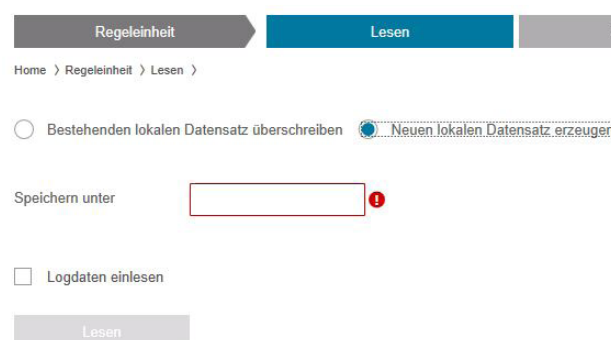 Regeleinheit Lesen
Home > Regeleinheit > Lesen >
Bestehenden lokalen Datensatz überschreiben Neuen lokalen Datensatz erzeugen
Speichern unter
Logdaten einlesen
Lesen